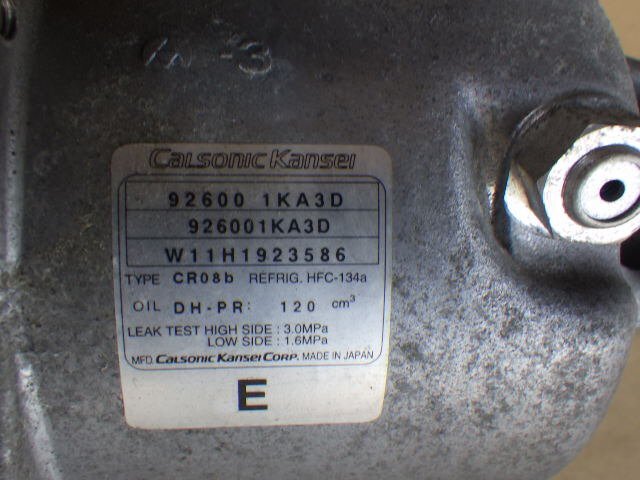 CALSONIC KANSEI
92600 1KA3D
926001KA3D
W11H1923586
TYPE CR08b REFRIG. HFC-134a
OIL DH-PR: 120 cm³
LEAK TEST HIGH SIDE : 3.0MPa
LOW SIDE : 1.6MPa
MFD. CALSONIC KANSEI CORP. MADE IN JAPAN
E